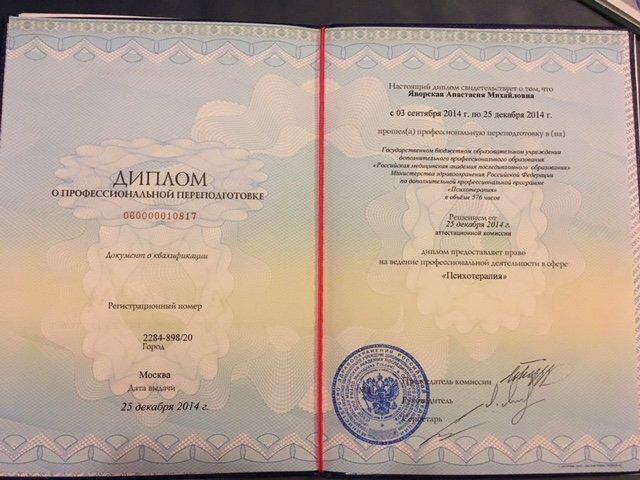 ДИПЛОМ
О ПРОФЕССИОНАЛЬНОЙ ПЕРЕПОДГОТОВКЕ
060000010817
Документ о квалификации
Регистрационный номер
2284-898/20
Город
Москва
Дата выдачи
25 декабря 2014 г.
Настоящий диплом свидетельствует о том, что
Яворская Анастасия Михайловна
с 03 сентября 2014 г. по 25 декабря 2014 г.
прошел(а) профессиональную переподготовку в (на)
Государственном бюджетном образовательном учреждении
дополнительного профессионального образования
«Российская медицинская академия последипломного образования»
Министерства здравоохранения Российской Федерации
по дополнительной профессиональной программе
«Психотерапия»
в объёме 576 часов
Решением от
25 декабря 2014 г.
аттестационной комиссии
диплом предоставляет право
на ведение профессиональной деятельности в сфере
«Психотерапия»
Председатель комиссии
Руководитель
Секретарь